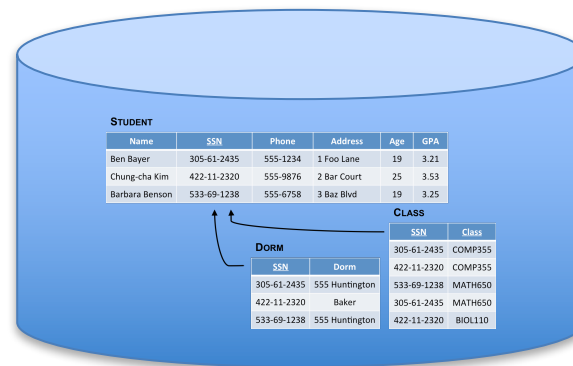 STUDENT
Name SSN Phone Address Age GPA
Ben Bayer 305-61-2435 555-1234 1 Foo Lane 19 3.21
Chung-cha Kim 422-11-2320 555-9876 2 Bar Court 25 3.53
Barbara Benson 533-69-1238 555-6758 3 Baz Blvd 19 3.25
CLASS
SSN Class
305-61-2435 COMP355
422-11-2320 COMP355
533-69-1238 MATH650
305-61-2435 MATH650
422-11-2320 BIOL110
DORM
SSN Dorm
305-61-2435 555 Huntington
422-11-2320 Baker
533-69-1238 555 Huntington